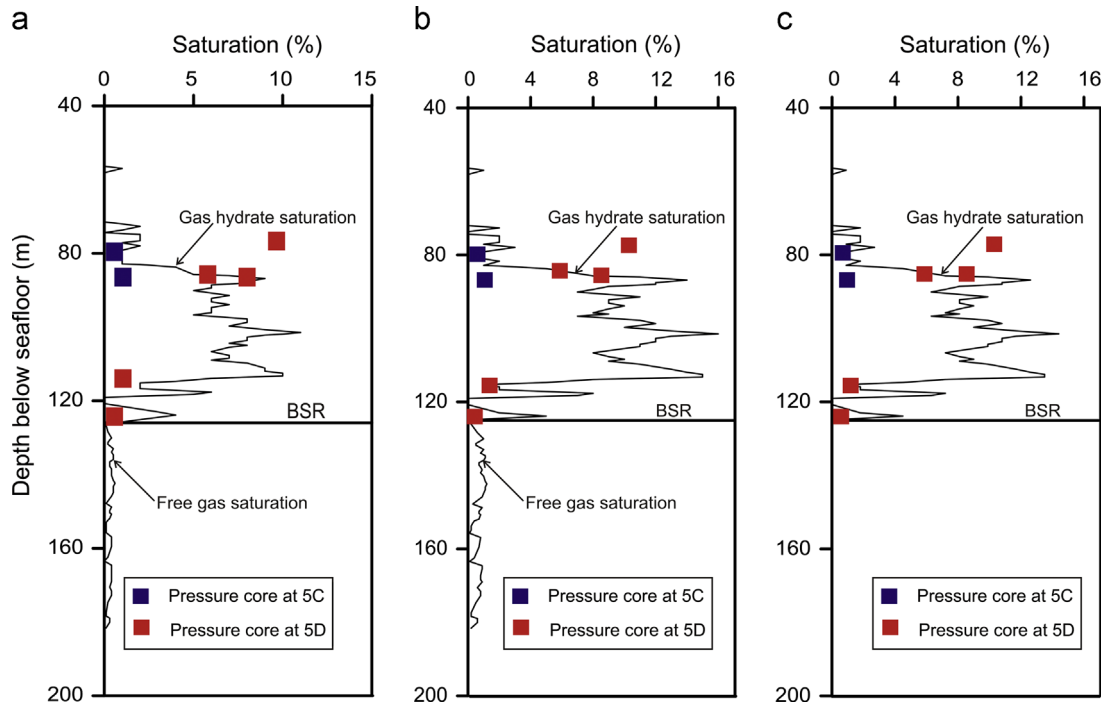 a
b
c
Saturation (%)
Saturation (%)
Saturation (%)
0 5 10 15
0 4 8 12 16
0 4 8 12 16
40
80
120
160
200
Depth below seafloor (m)
Gas hydrate saturation
BSR
Free gas saturation
Pressure core at 5C
Pressure core at 5D
40
80
120
160
200
Gas hydrate saturation
BSR
Free gas saturation
Pressure core at 5C
Pressure core at 5D
40
80
120
160
200
Gas hydrate saturation
BSR
Pressure core at 5C
Pressure core at 5D